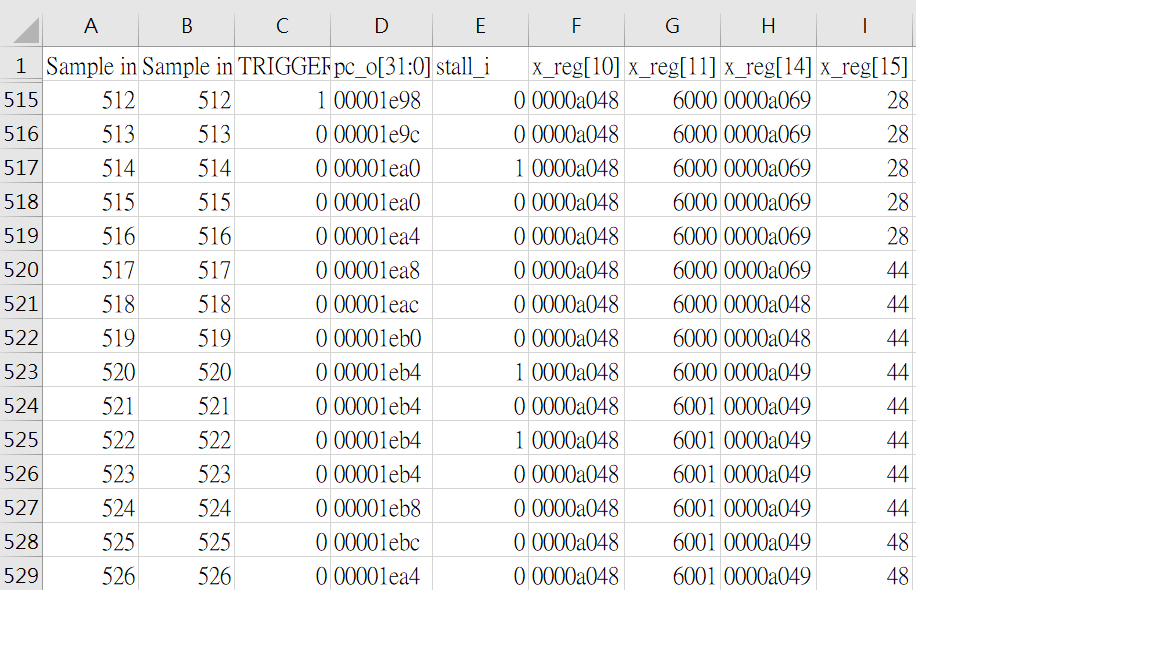 A B C D E F G H I
1 Sample in Sample in TRIGGER pc_o[31:0] stall_i x_reg[10] x_reg[11] x_reg[14] x_reg[15]
515 512 512 1 00001e98 0 0000a048 6000 0000a069 28
516 513 513 0 00001e9c 0 0000a048 6000 0000a069 28
517 514 514 0 00001ea0 1 0000a048 6000 0000a069 28
518 515 515 0 00001ea0 0 0000a048 6000 0000a069 28
519 516 516 0 00001ea4 0 0000a048 6000 0000a069 28
520 517 517 0 00001ea8 0 0000a048 6000 0000a069 44
521 518 518 0 00001eac 0 0000a048 6000 0000a048 44
522 519 519 0 00001eb0 0 0000a048 6000 0000a048 44
523 520 520 0 00001eb4 1 0000a048 6000 0000a049 44
524 521 521 0 00001eb4 0 0000a048 6001 0000a049 44
525 522 522 0 00001eb4 1 0000a048 6001 0000a049 44
526 523 523 0 00001eb4 0 0000a048 6001 0000a049 44
527 524 524 0 00001eb8 0 0000a048 6001 0000a049 44
528 525 525 0 00001ebc 0 0000a048 6001 0000a049 48
529 526 526 0 00001ea4 0 0000a048 6001 0000a049 48